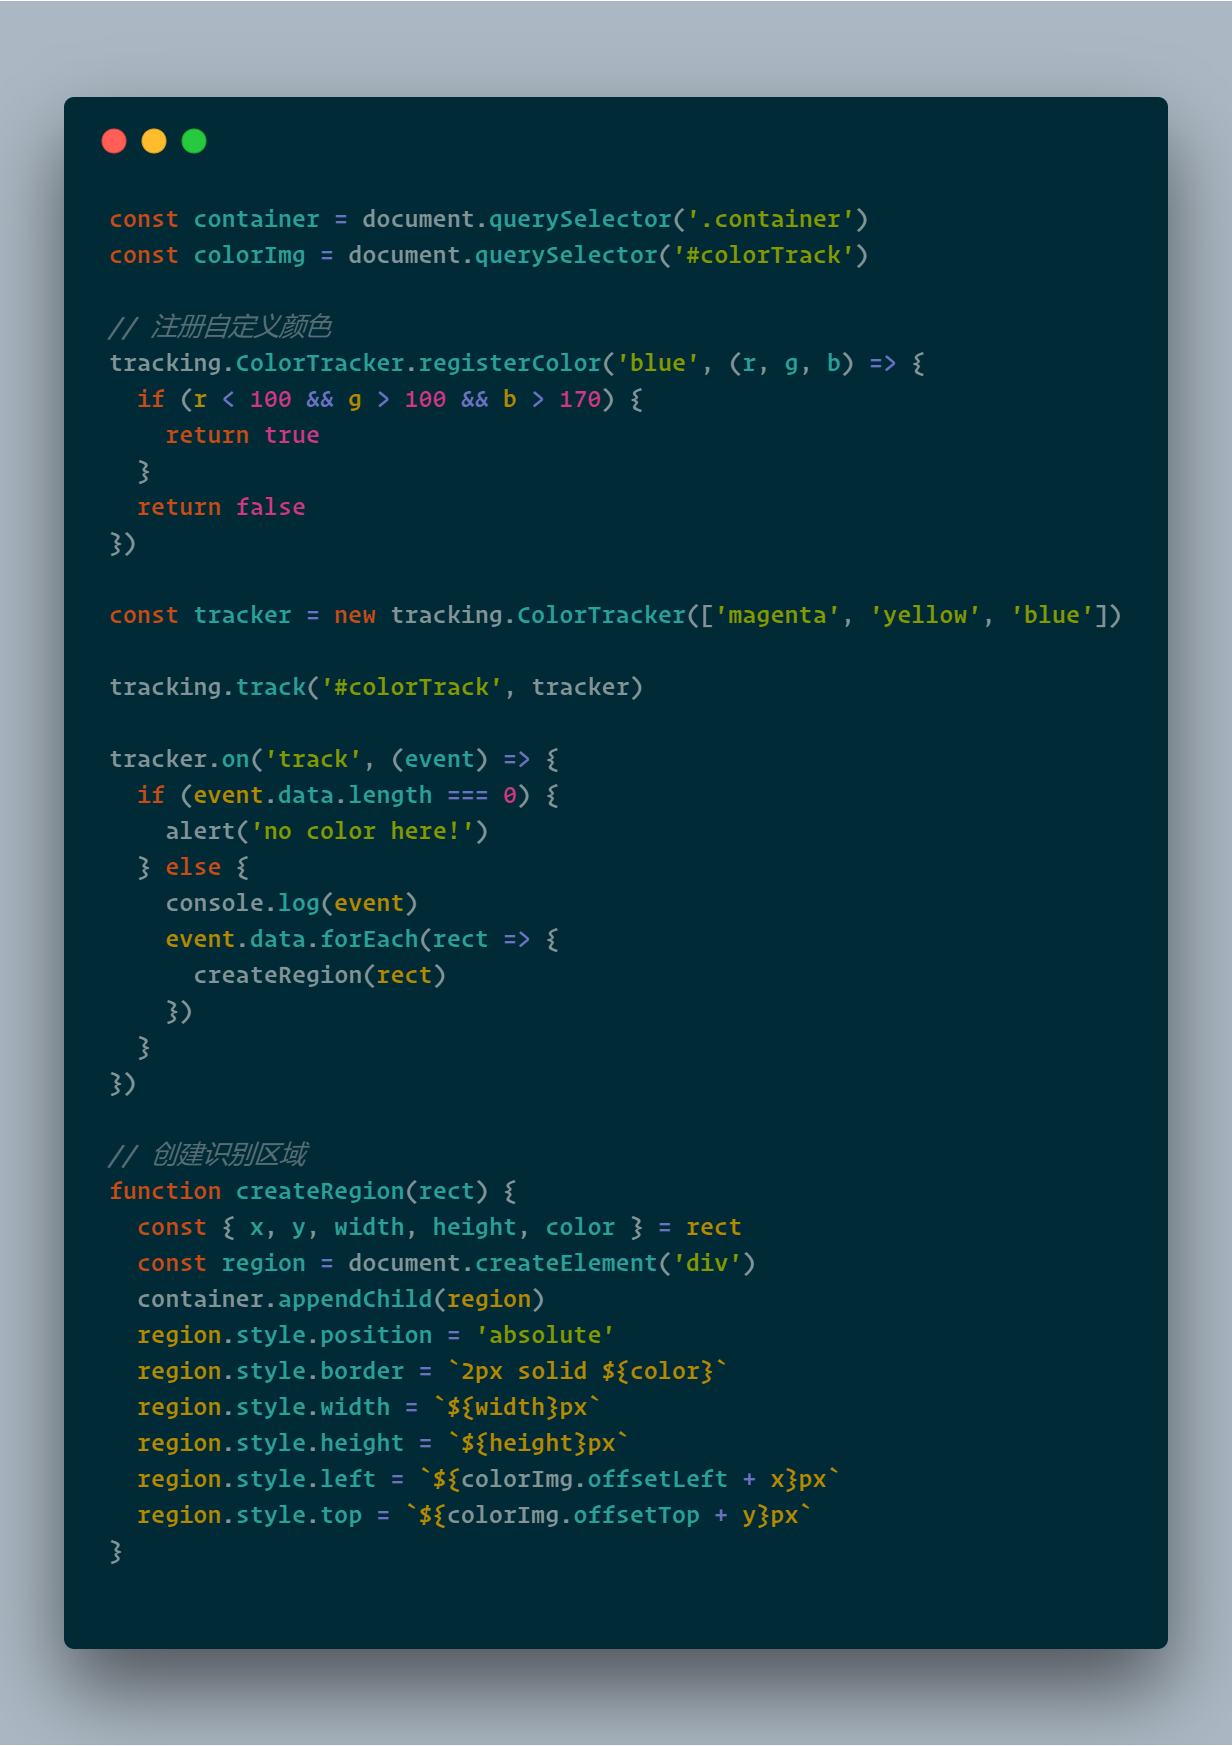 const container = document.querySelector('.container')
const colorImg = document.querySelector('#colorTrack')

// 注册自定义颜色
tracking.ColorTracker.registerColor('blue', (r, g, b) => {
  if (r < 100 && g > 100 && b > 170) {
    return true
  }
  return false
})

const tracker = new tracking.ColorTracker(['magenta', 'yellow', 'blue'])

tracking.track('#colorTrack', tracker)

tracker.on('track', (event) => {
  if (event.data.length === 0) {
    alert('no color here!')
  } else {
    console.log(event)
    event.data.forEach(rect => {
      createRegion(rect)
    })
  }
})

// 创建识别区域
function createRegion(rect) {
  const { x, y, width, height, color } = rect
  const region = document.createElement('div')
  container.appendChild(region)
  region.style.position = 'absolute'
  region.style.border = `2px solid ${color}`
  region.style.width = `${width}px`
  region.style.height = `${height}px`
  region.style.left = `${colorImg.offsetLeft + x}px`
  region.style.top = `${colorImg.offsetTop + y}px`
}